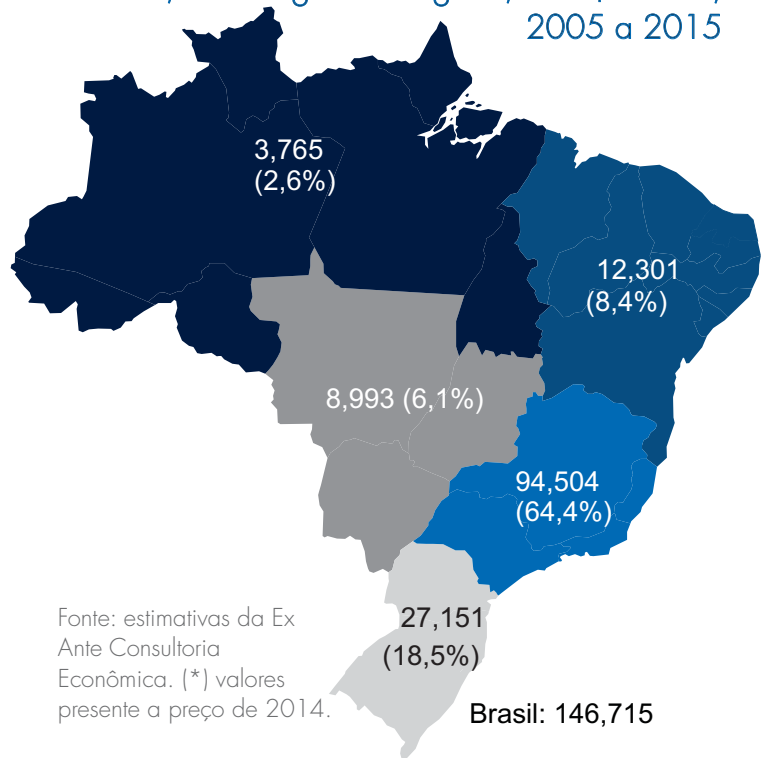 2005 a 2015
3,765
(2,6%)
12,301
(8,4%)
8,993 (6,1%)
94,504
(64,4%)
27,151
(18,5%)
Fonte: estimativas da Ex
Ante Consultoria
Econômica. (*) valores
presente a preço de 2014.
Brasil: 146,715